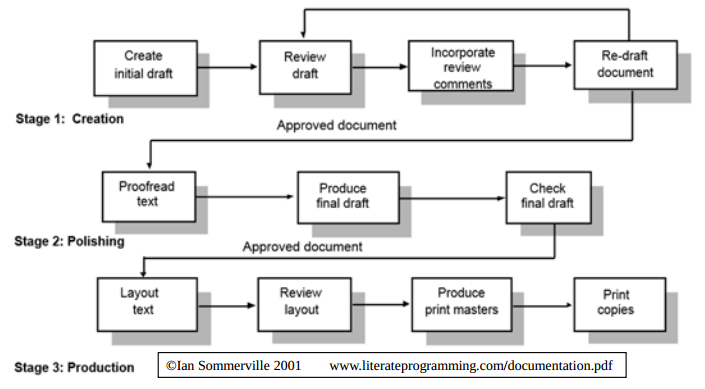 Create
initial draft
Review
draft
Incorporate
review
comments
Re-draft
document
Stage 1: Creation
Approved document
Proofread
text
Produce
final draft
Check
final draft
Stage 2: Polishing
Approved document
Layout
text
Review
layout
Produce
print masters
Print
copies
Stage 3: Production
©Ian Sommerville 2001 www.literateprogramming.com/documentation.pdf